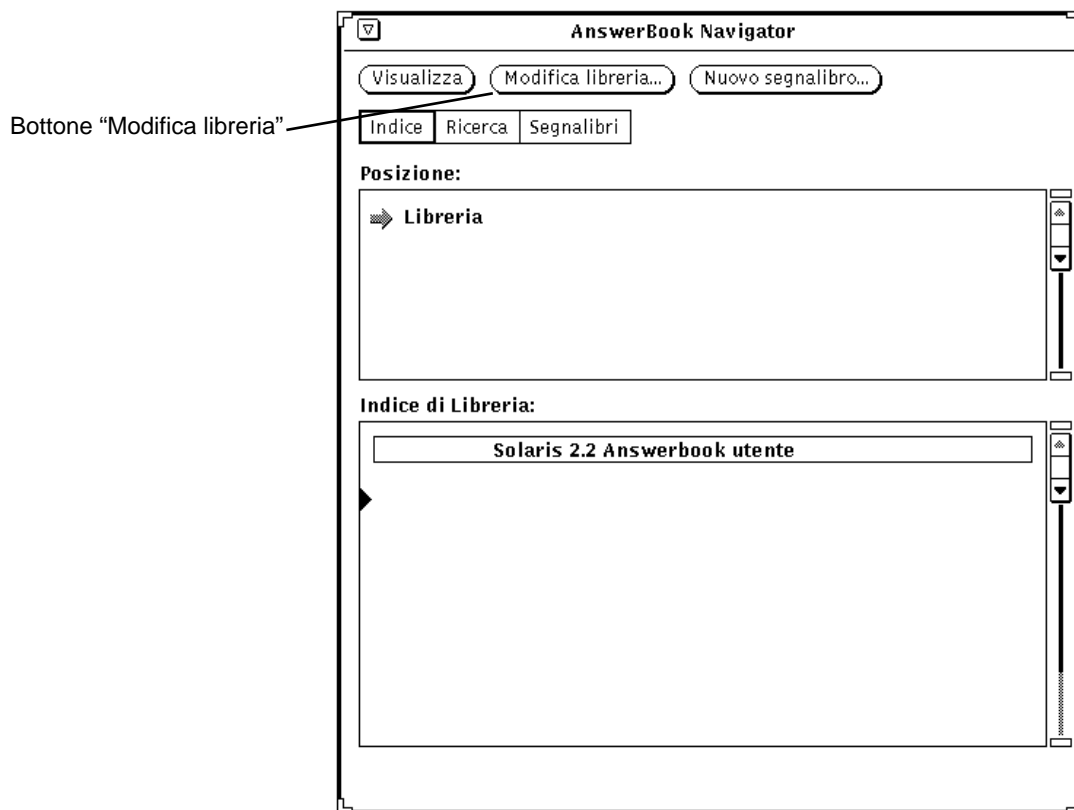 AnswerBook Navigator
Visualizza Modifica libreria... Nuovo segnalibro...
Bottone “Modifica libreria”
Indice Ricerca Segnalibri
Posizione:
Libreria
Indice di Libreria:
Solaris 2.2 Answerbook utente